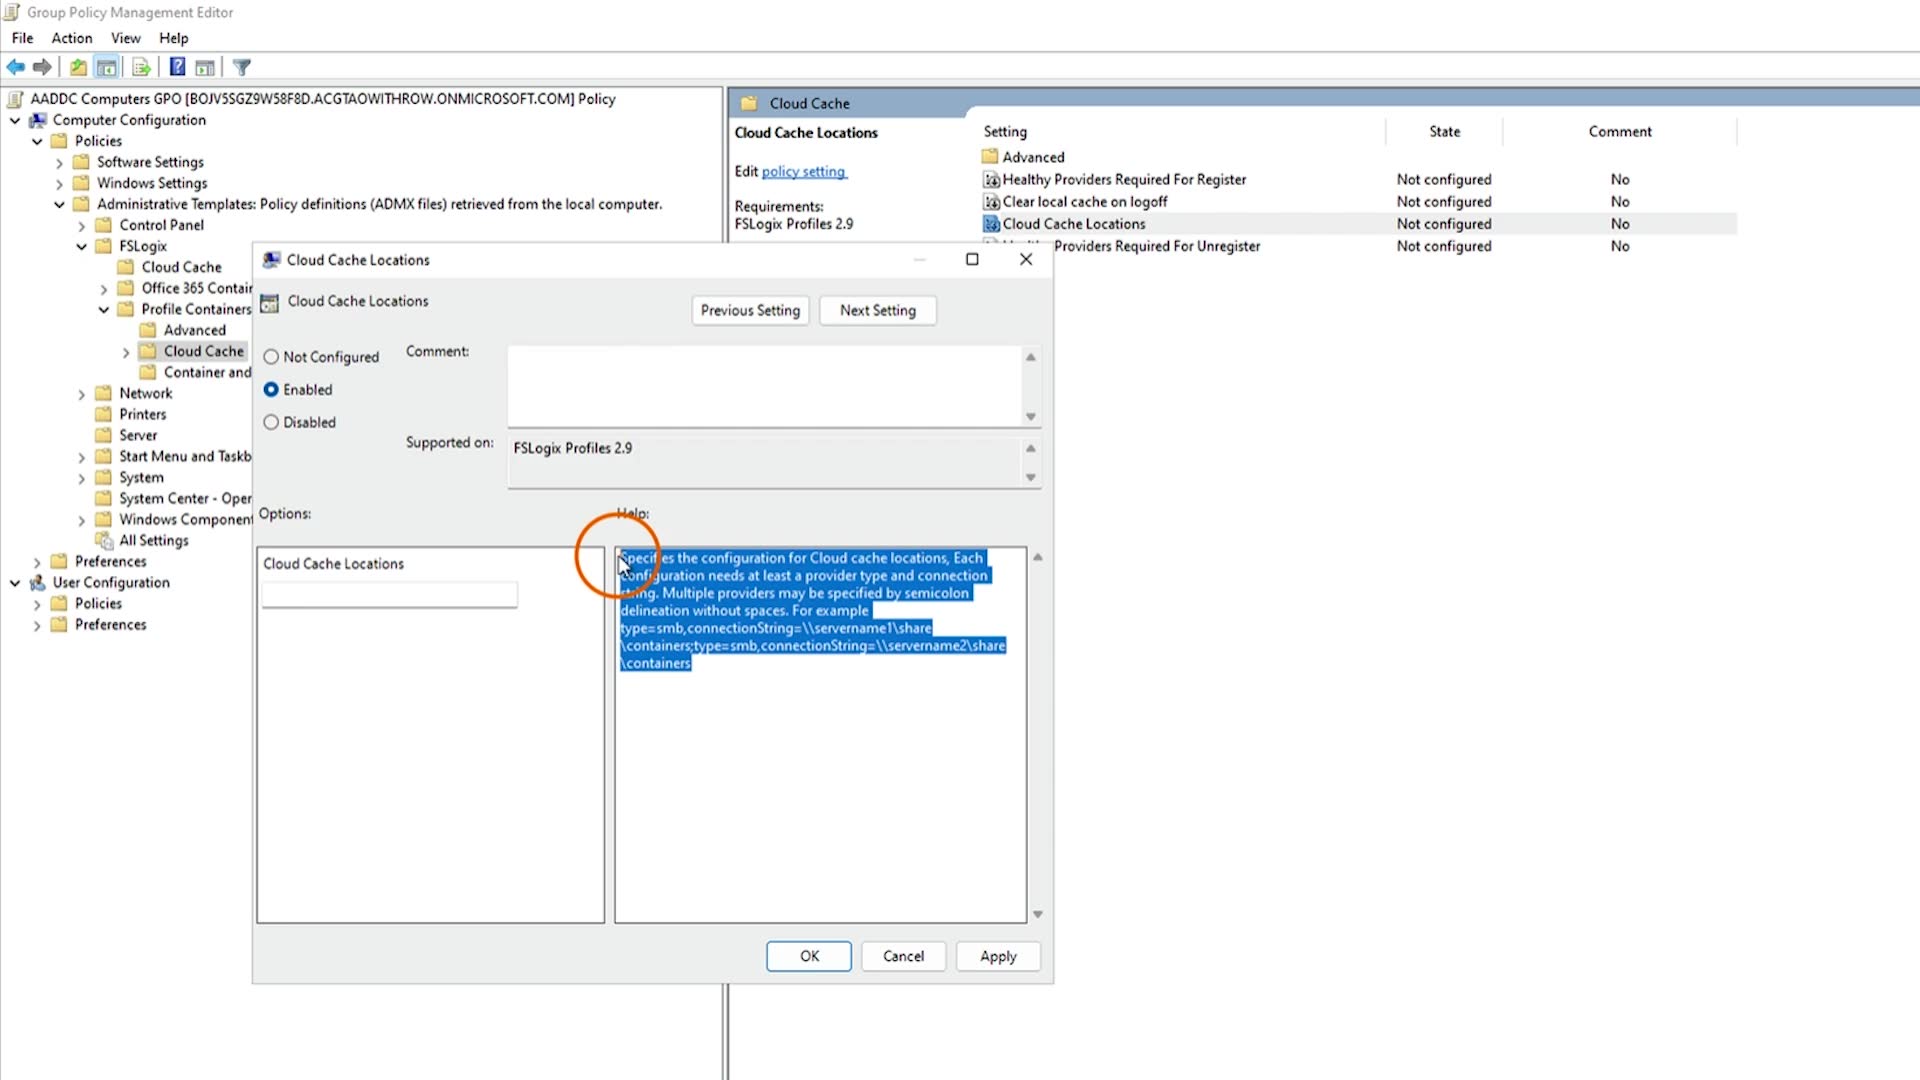 Group Policy Management Editor
File Action View Help
AADDC Computers GPO [BOJV5SGZ9W58F8D.ACGTAOWITHROW.ONMICROSOFT.COM] Policy
Computer Configuration
Policies
Software Settings
Windows Settings
Administrative Templates: Policy definitions (ADMX files) retrieved from the local computer.
Control Panel
FSLogix
Cloud Cache
Office 365 Contain
Profile Containers
Advanced
Cloud Cache
Container and
Network
Printers
Server
Start Menu and Taskb
System
System Center - Oper
Windows Component
All Settings
Preferences
User Configuration
Policies
Preferences
Cloud Cache
Cloud Cache Locations
Edit policy setting
Requirements:
FSLogix Profiles 2.9
Setting State Comment
Advanced
Healthy Providers Required For Register Not configured No
Clear local cache on logoff Not configured No
Cloud Cache Locations Not configured No
Providers Required For Unregister Not configured No
Cloud Cache Locations
Cloud Cache Locations
Previous Setting Next Setting
Not Configured
Enabled
Disabled
Comment:
Supported on:
FSLogix Profiles 2.9
Options:
Help:
Cloud Cache Locations
Specifies the configuration for Cloud cache locations, Each
configuration needs at least a provider type and connection
string. Multiple providers may be specified by semicolon
delineation without spaces. For example
type=smb,connectionString=\\servername1\share
\containers;type=smb,connectionString=\\servername2\share
\containers
OK Cancel Apply